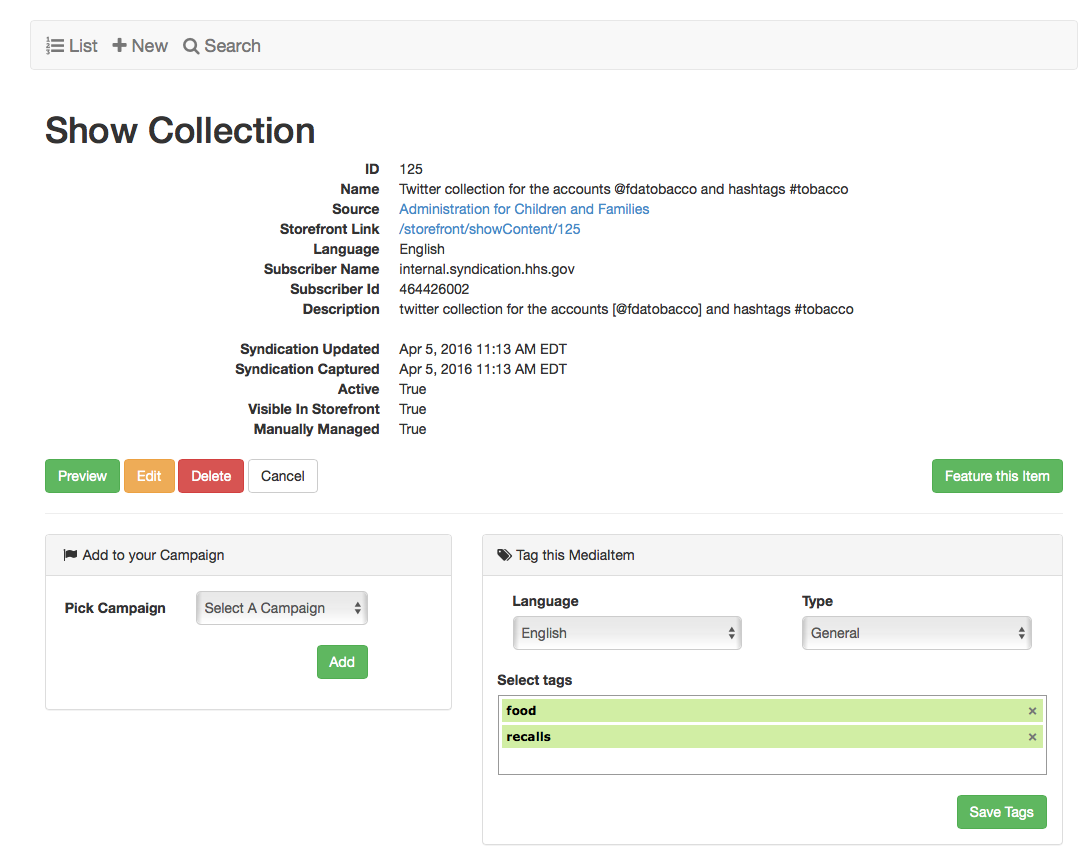 List New Search
Show Collection
ID 125
Name Twitter collection for the accounts @fdatobacco and hashtags #tobacco
Source Administration for Children and Families
Storefront Link /storefront/showContent/125
Language English
Subscriber Name internal.syndication.hhs.gov
Subscriber Id 464426002
Description twitter collection for the accounts [@fdatobacco] and hashtags #tobacco
Syndication Updated Apr 5, 2016 11:13 AM EDT
Syndication Captured Apr 5, 2016 11:13 AM EDT
Active True
Visible In Storefront True
Manually Managed True
Preview Edit Delete Cancel Feature this Item
Add to your Campaign
Pick Campaign Select A Campaign
Add
Tag this MediaItem
Language Type
English General
Select tags
food ×
recalls ×
Save Tags